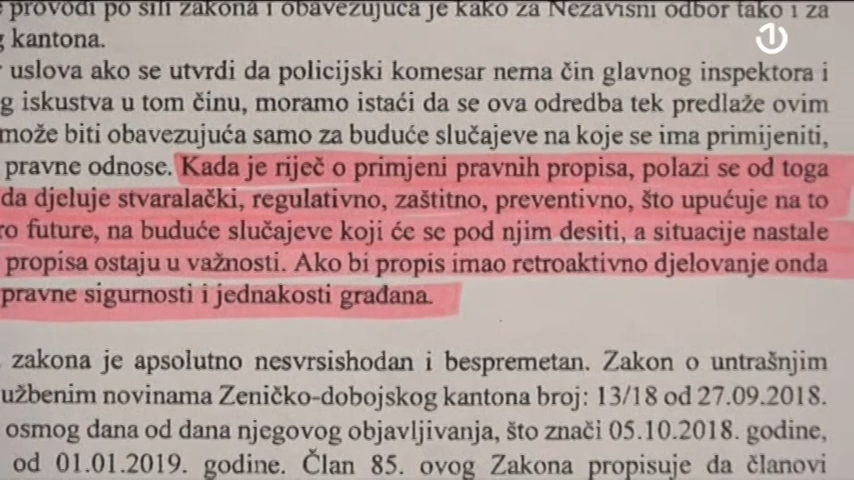 provodi po sili zakona i obavezujuća je kako za Nezavisni odbor tako i za
kantona.
uslova ako se utvrdi da policijski komesar nema čin glavnog inspektora i
g iskustva u tom činu, moramo istaći da se ova odredba tek predlaže ovim
može biti obavezujuća samo za buduće slučajeve na koje se ima primijeniti,
pravne odnose. Kada je riječ o primjeni pravnih propisa, polazi se od toga
da djeluje stvaralački, regulativno, zaštitno, preventivno, što upućuje na to
ro future, na buduće slučajeve koji će se pod njim desiti, a situacije nastale
propisa ostaju u važnosti. Ako bi propis imao retroaktivno djelovanje onda
pravne sigurnosti i jednakosti građana.
zakona je apsolutno nesvrsishodan i bespremetan. Zakon o untrašnjim
užbenim novinama Zeničko-dobojskog kantona broj: 13/18 od 27.09.2018.
osmog dana od dana njegovog objavljivanja, što znači 05.10.2018. godine,
od 01.01.2019. godine. Član 85. ovog Zakona propisuje da članovi